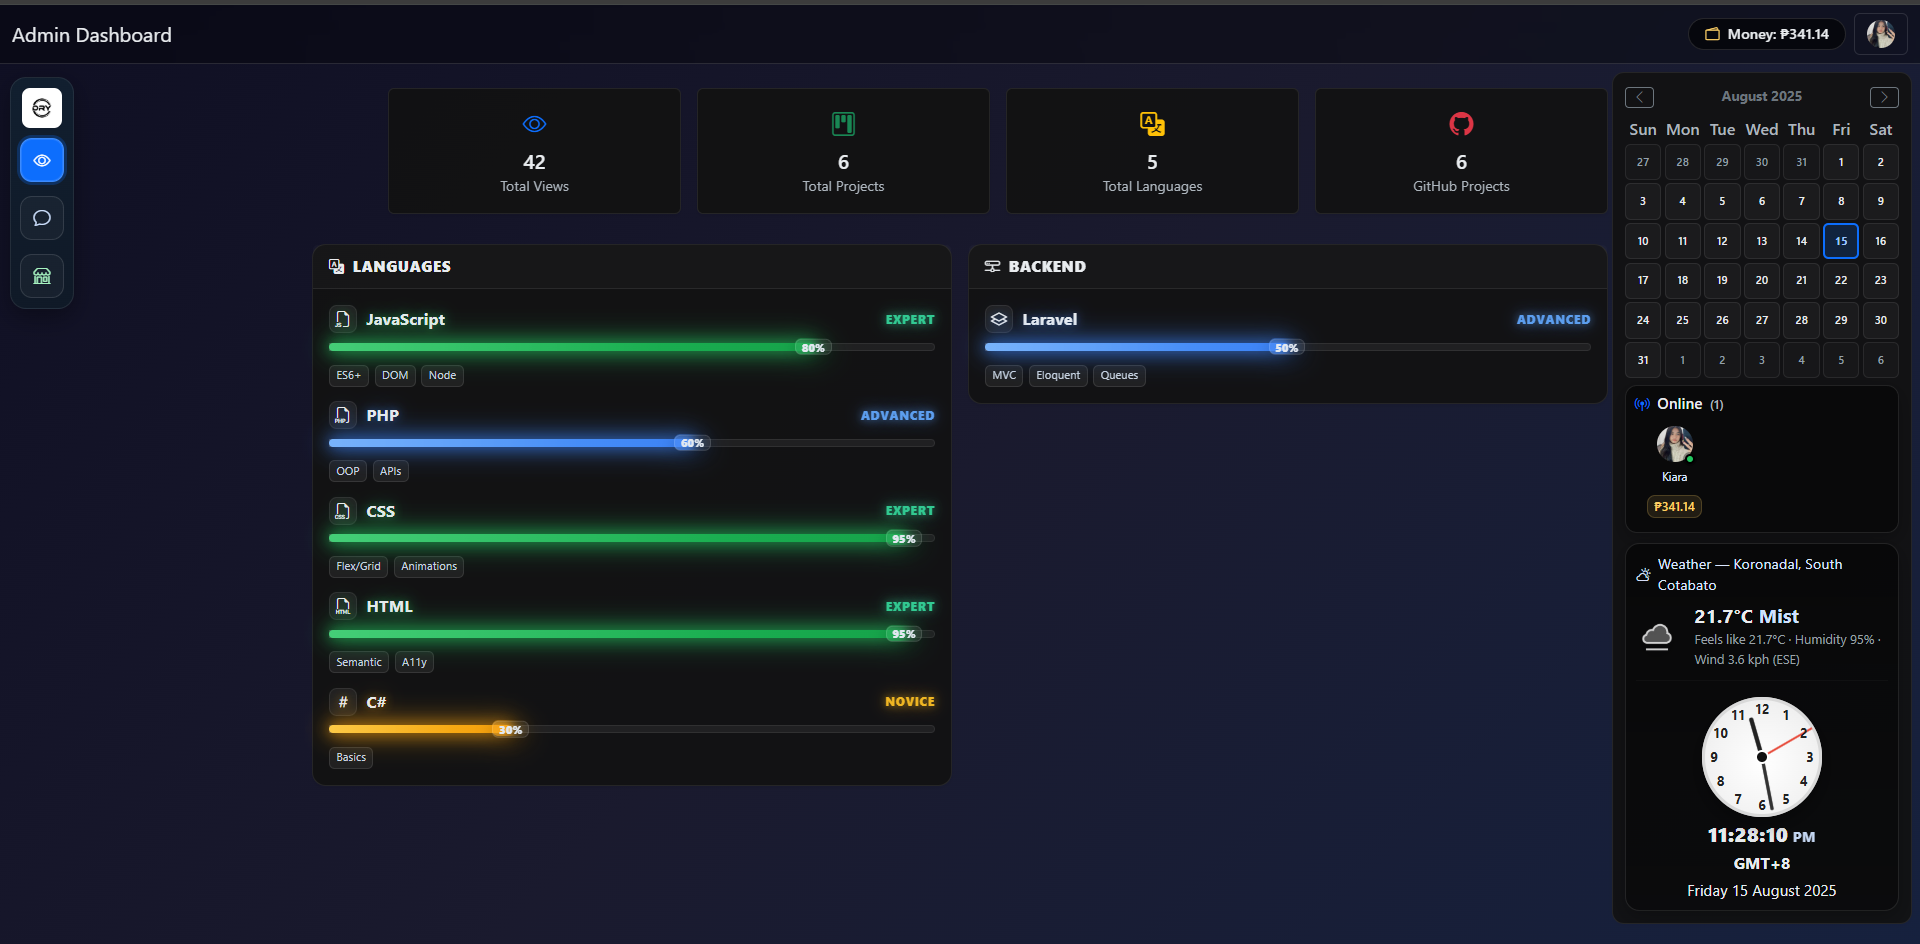 Admin Dashboard
Money: ₱341.14
DRY
42
Total Views
6
Total Projects
5
Total Languages
6
GitHub Projects
LANGUAGES
JavaScript
EXPERT
80%
ES6+ DOM Node
PHP
ADVANCED
60%
OOP APIs
CSS
EXPERT
95%
Flex/Grid Animations
HTML
EXPERT
95%
Semantic A11y
# C#
NOVICE
30%
Basics
BACKEND
Laravel
ADVANCED
50%
MVC Eloquent Queues
August 2025
Sun Mon Tue Wed Thu Fri Sat
27 28 29 30 31 1 2
3 4 5 6 7 8 9
10 11 12 13 14 15 16
17 18 19 20 21 22 23
24 25 26 27 28 29 30
31 1 2 3 4 5 6
Online (1)
Kiara
₱341.14
Weather — Koronadal, South
Cotabato
21.7°C Mist
Feels like 21.7°C · Humidity 95% ·
Wind 3.6 kph (ESE)
12 1 2 3 4 5 6 7 8 9 10 11
11:28:10 PM
GMT+8
Friday 15 August 2025